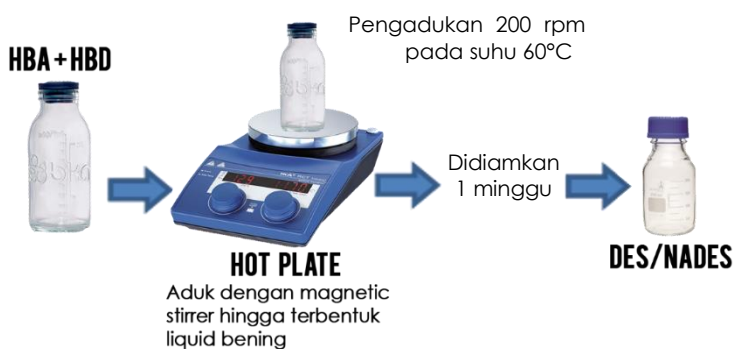 Pengadukan 200 rpm
pada suhu 60°C
HBA+HBD
Didiamkan
1 minggu
HOT PLATE
Aduk dengan magnetic
stirrer hingga terbentuk
liquid bening
DES/NADES